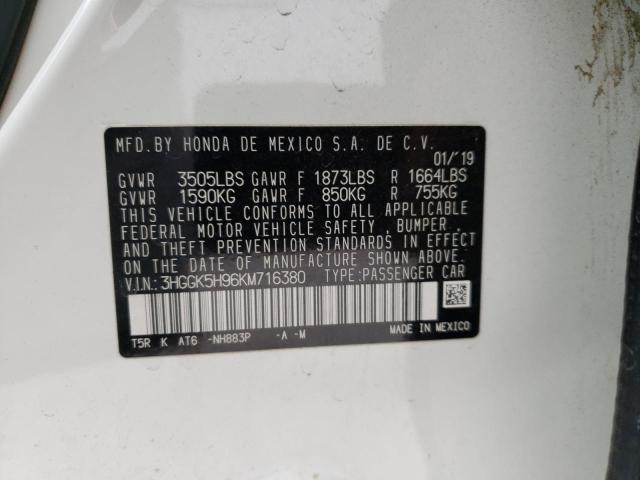 MFD.BY HONDA DE MEXICO S.A. DE C.V.
01/'19
GVWR 3505LBS GAWR F 1873LBS R 1664LBS
GVWR 1590KG GAWR F 850KG R 755KG
THIS VEHICLE CONFORMS TO ALL APPLICABLE
FEDERAL MOTOR VEHICLE SAFETY, BUMPER,
AND THEFT PREVENTION STANDARDS IN EFFECT
ON THE DATE OF MANUFACTURE SHOWN ABOVE.
V.I.N: 3HGGK5H96KM716380 TYPE:PASSENGER CAR
T5R K AT6 -NH883P -A -M MADE IN MEXICO